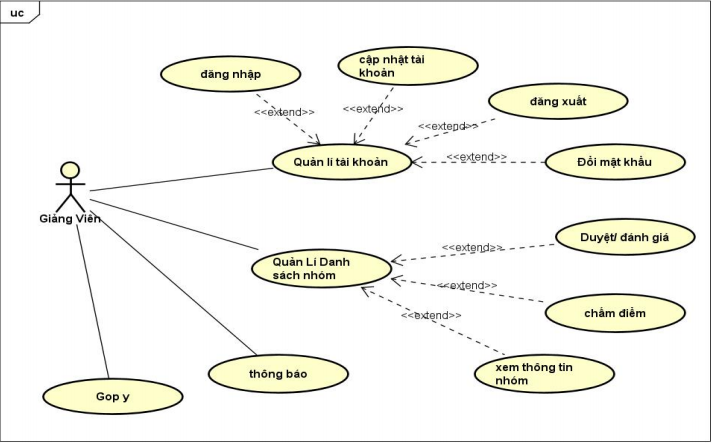 uc
cập nhật tài
khoản
đăng nhập
đăng xuất
<<extend>>
<<extend>>
<<extend>>
Quản lí tài khoản
<<extend>>
Đổi mật khẩu
Giảng Viên
Duyệt/ đánh giá
<<extend>>
Quản Lí Danh
sách nhóm
<<extend>>
chấm điểm
<<extend>>
xem thông tin
nhóm
thông báo
Gop y